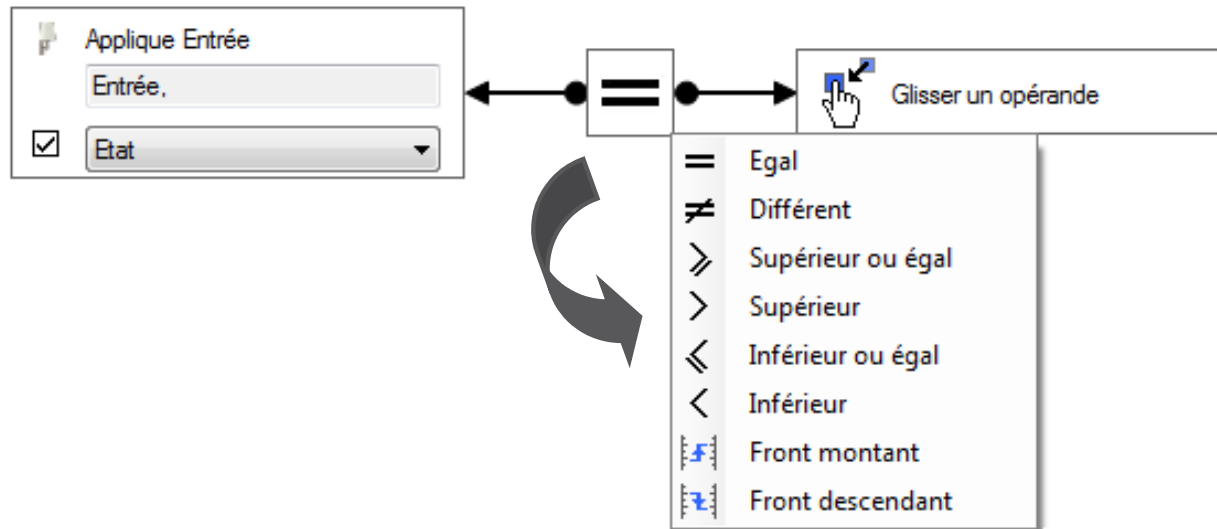 Applique Entrée
Entrée,
Etat
Glisser un opérande
Egal
Différent
Supérieur ou égal
Supérieur
Inférieur ou égal
Inférieur
Front montant
Front descendant